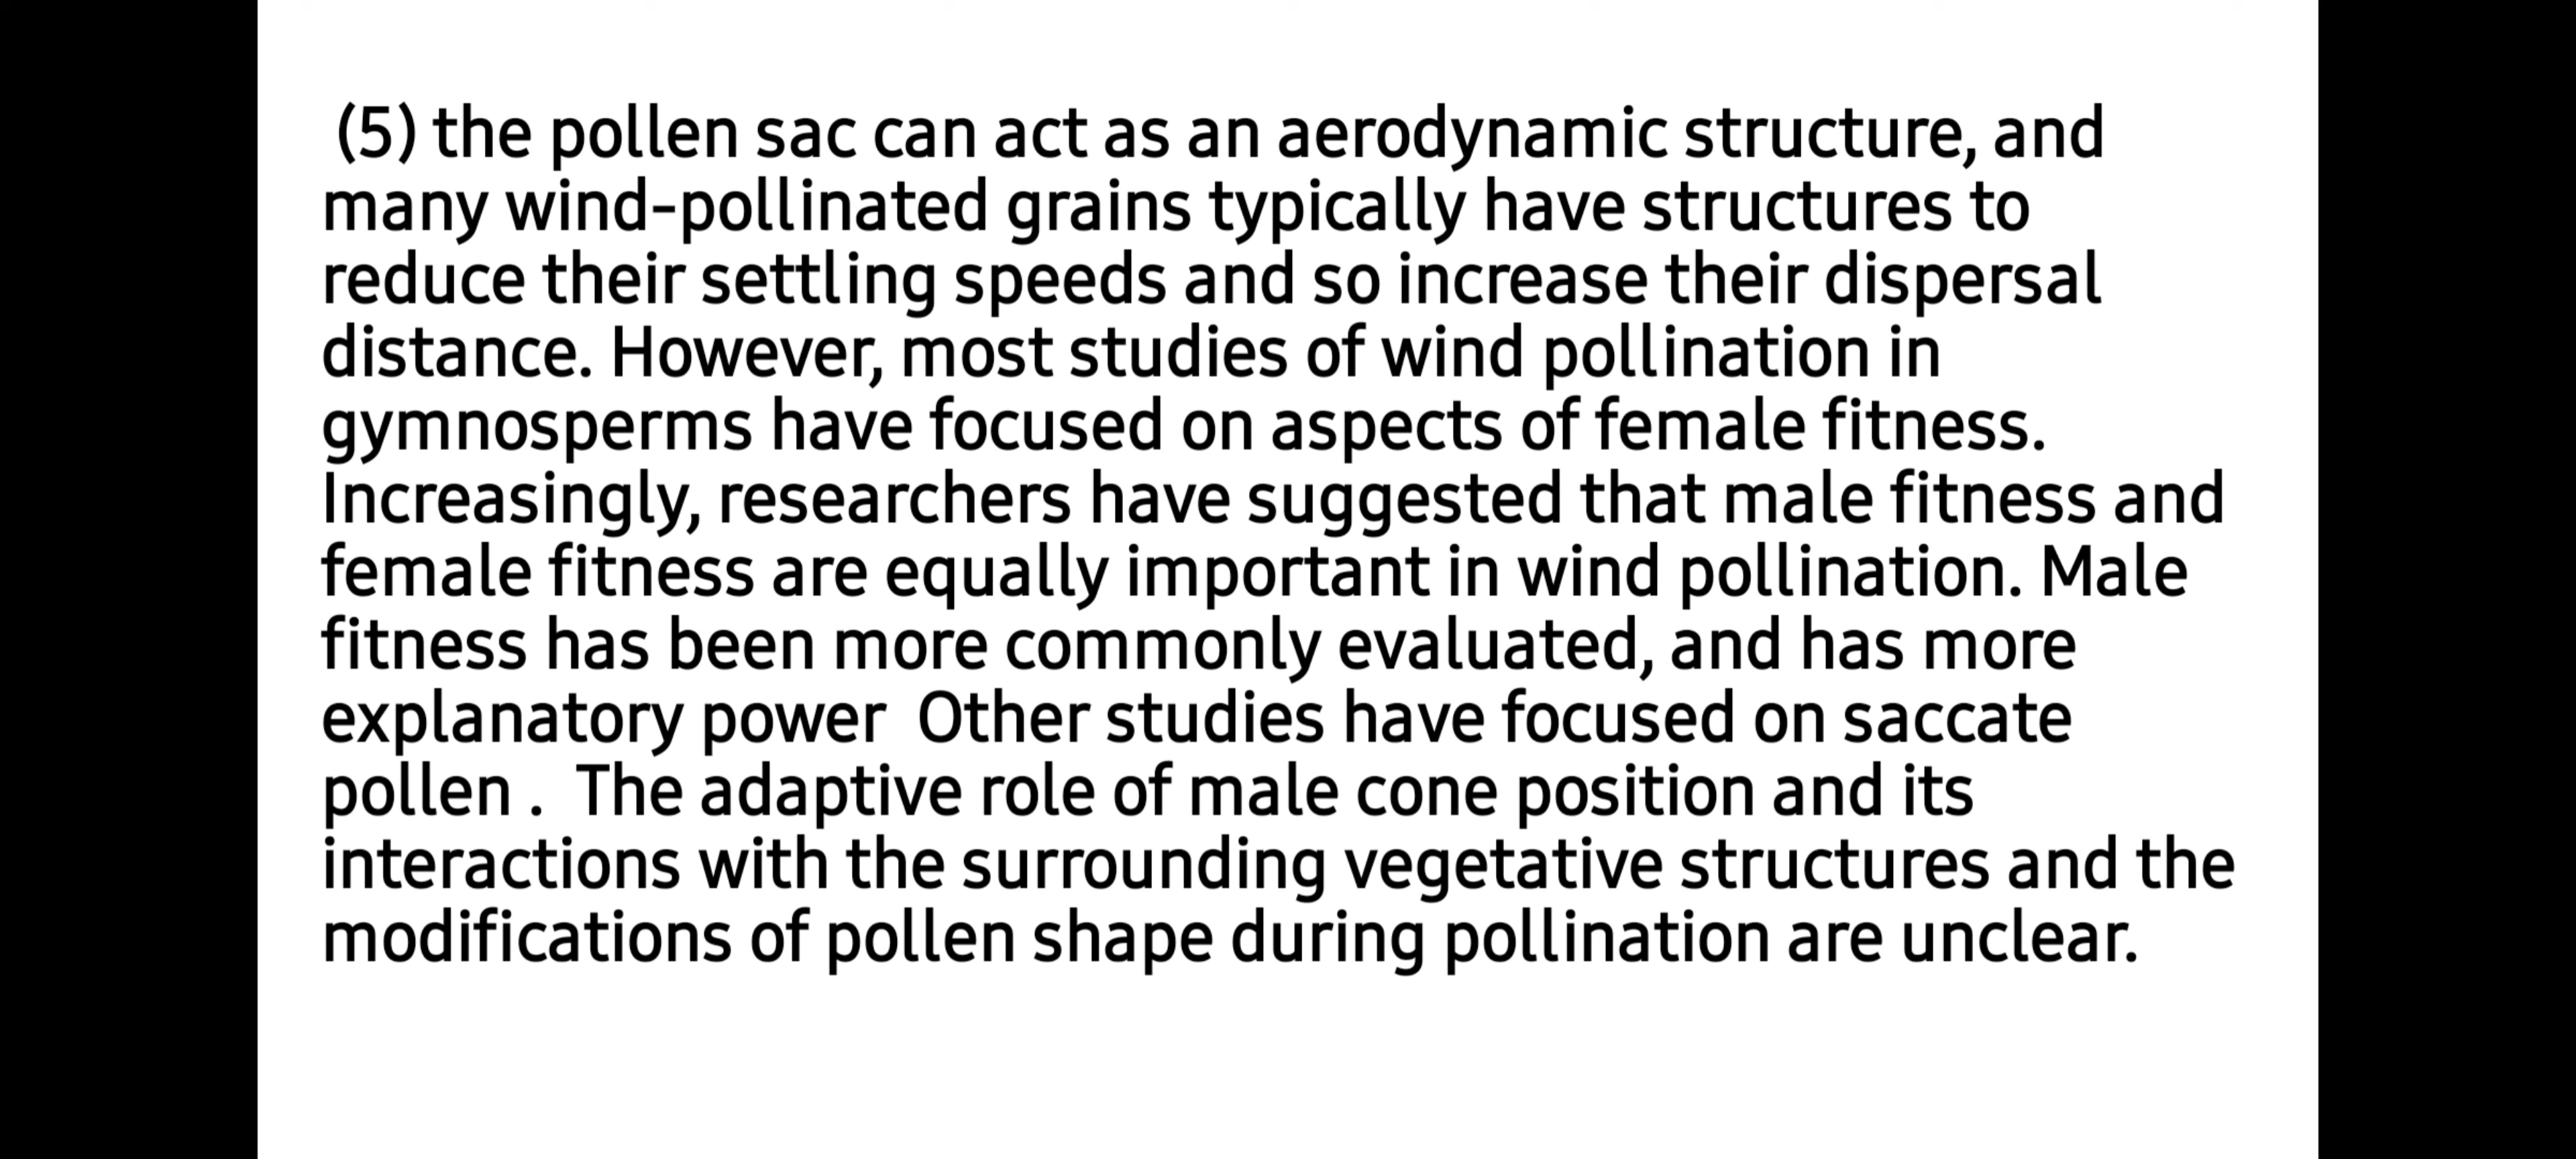 (5) the pollen sac can act as an aerodynamic structure, and
many wind-pollinated grains typically have structures to
reduce their settling speeds and so increase their dispersal
distance. However, most studies of wind pollination in
gymnosperms have focused on aspects of female fitness.
Increasingly, researchers have suggested that male fitness and
female fitness are equally important in wind pollination. Male
fitness has been more commonly evaluated, and has more
explanatory power  Other studies have focused on saccate
pollen .  The adaptive role of male cone position and its
interactions with the surrounding vegetative structures and the
modifications of pollen shape during pollination are unclear.